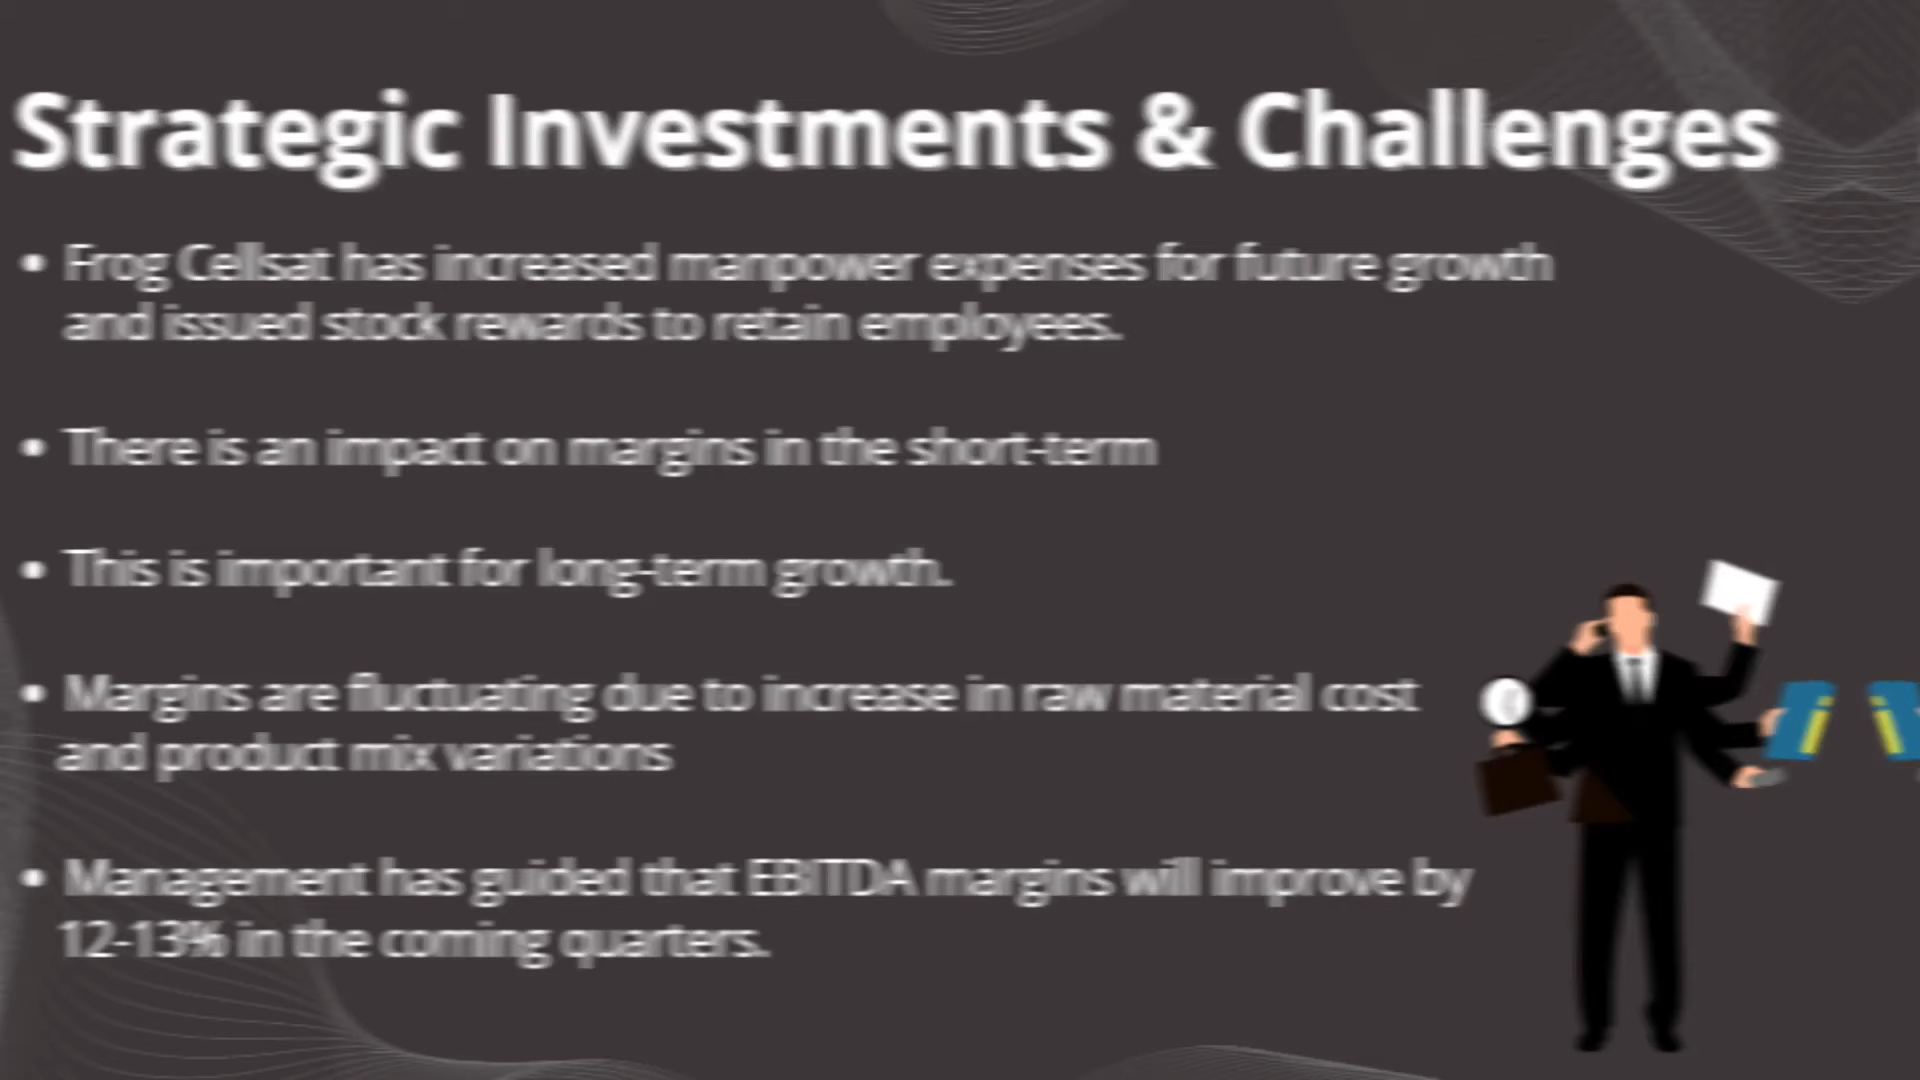 Strategic Investments & Challenges
• Frog Cellsat has increased manpower expenses for future growth
and issued stock rewards to retain employees.
• There is an impact on margins in the short-term
• This is important for long-term growth.
• Margins are fluctuating due to increase in raw material cost
and product mix variations
• Management has guided that EBITDA margins will improve by
12-13% in the coming quarters.